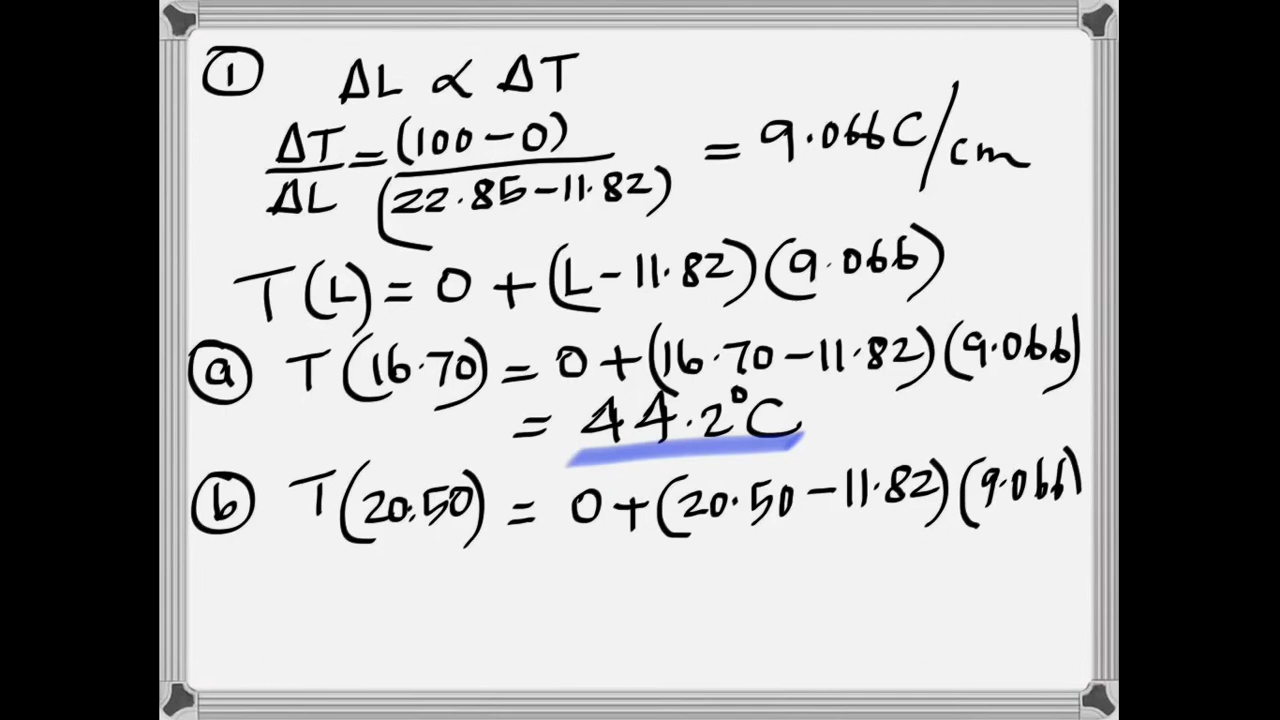 ① ΔL ∝ ΔT
ΔT/ΔL = (100 - 0)/(22.85 - 11.82) = 9.066C/cm
T(L) = 0 + (L - 11.82)(9.066)
ⓐ T(16.70) = 0 + (16.70 - 11.82)(9.066)
= 44.2°C
ⓑ T(20.50) = 0 + (20.50 - 11.82)(9.066)